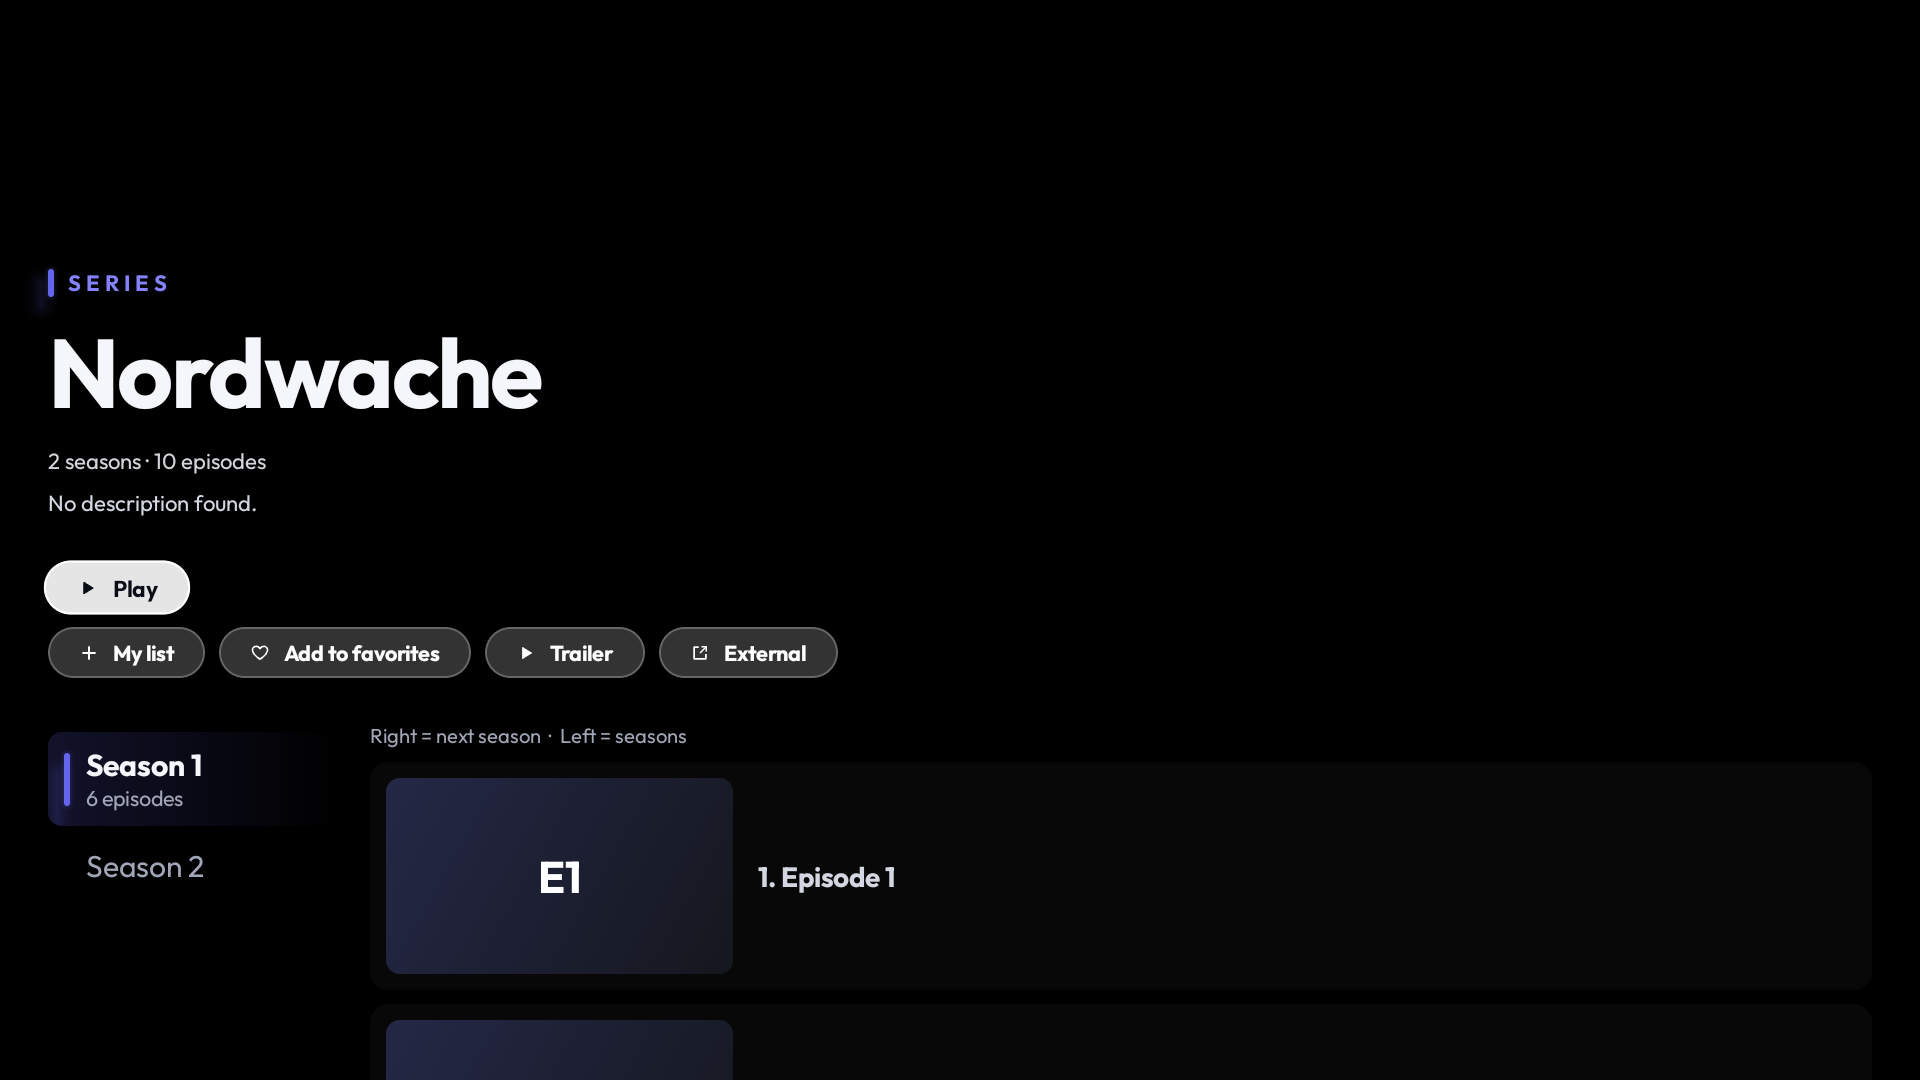 SERIES
Nordwache
2 seasons · 10 episodes
No description found.
Play
My list
Add to favorites
Trailer
External
Right = next season · Left = seasons
Season 1
6 episodes
Season 2
E1
1. Episode 1